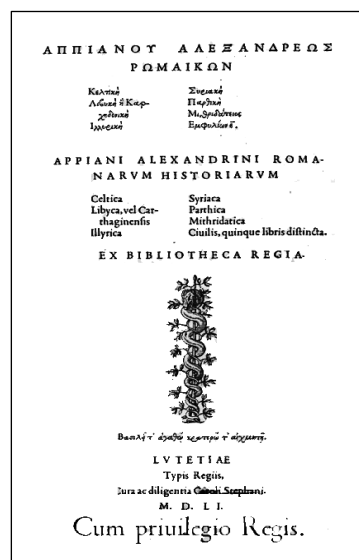 ΑΠΠΙΑΝΟΥ ΑΛΕΞΑΝΔΡΕΩΣ
ΡΩΜΑΙΚΩΝ
Κελτικὴ
Λιβυκὴ ἢ Καρ-
χηδονικὴ
Ιλλυρικὴ
Συριακὴ
Παρθικὴ
Μιθριδάτειος
Εμφυλίων
APPIANI ALEXANDRINI ROMA-
NARVM HISTORIARVM
Celtica
Libyca, vel Car-
thaginensis
Illyrica
Syriaca
Parthica
Mithridatica
Ciuilis, quinque libris distincta.
EX BIBLIOTHECA REGIA.
Βασιλεῖ τ' ἀγαθῷ κρατερῷ τ' αἰχμητῇ.
LVTETIAE
Typis Regiis,
cura ac diligentia Caroli Stephani.
M. D. LI.
Cum priuilegio Regis.